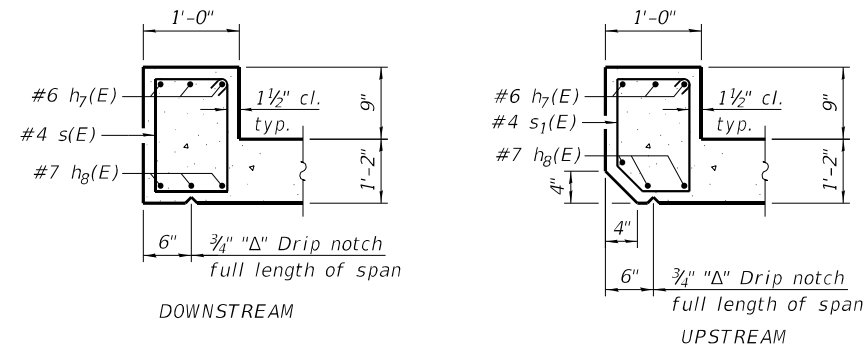 1'-0"
#6 h7(E)
#4 s(E)
#7 h8(E)
1½" cl.
typ.
9"
1'-2"
6"
¾" "Δ" Drip notch
full length of span
DOWNSTREAM
1'-0"
#6 h7(E)
#4 s1(E)
#7 h8(E)
1½" cl.
typ.
9"
1'-2"
4"
4"
6"
¾" "Δ" Drip notch
full length of span
UPSTREAM